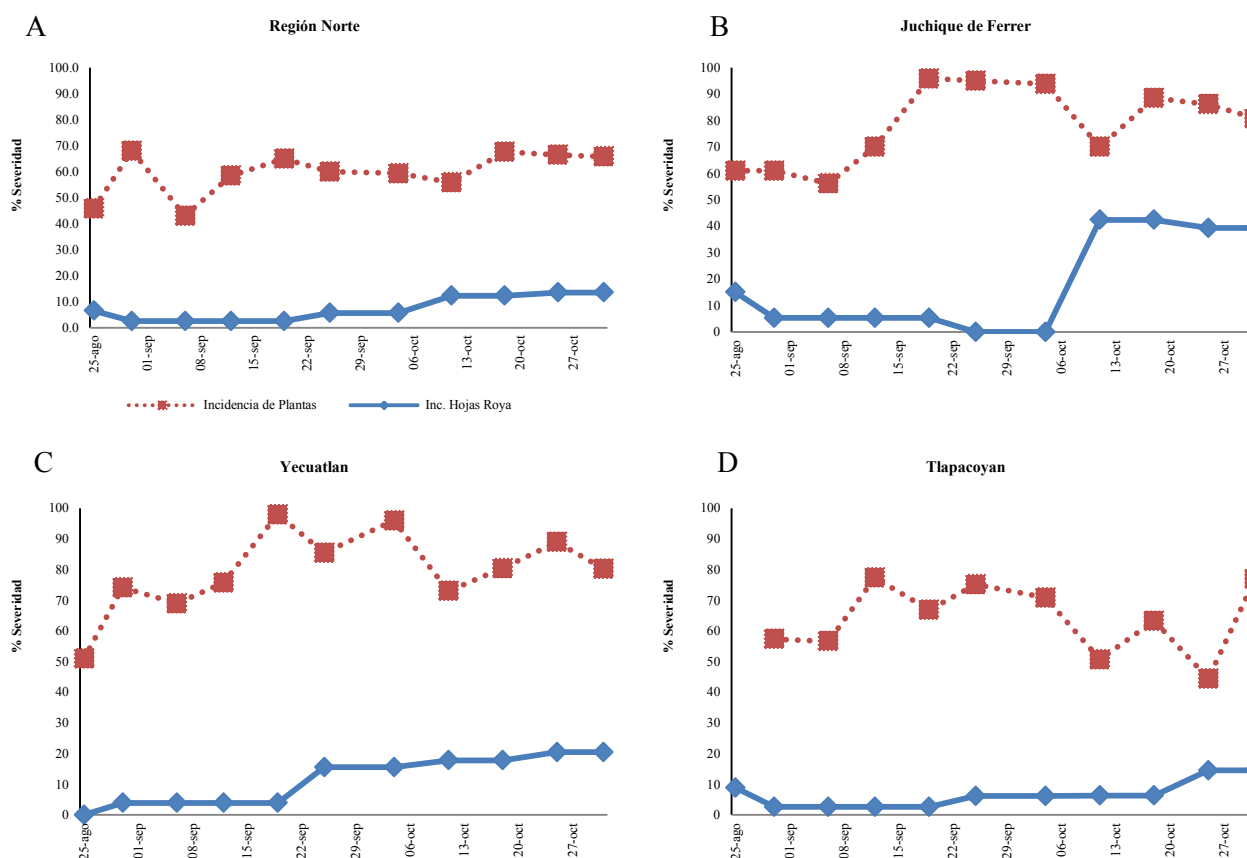 A
Región Norte
% Severidad
100.0
90.0
80.0
70.0
60.0
50.0
40.0
30.0
20.0
10.0
0.0
25-ago
01-sep
08-sep
15-sep
22-sep
29-sep
06-oct
13-oct
20-oct
27-oct
Incidencia de Plantas
Inc. Hojas Roya
B
Juchique de Ferrer
% Severidad
100
90
80
70
60
50
40
30
20
10
0
25-ago
01-sep
08-sep
15-sep
22-sep
29-sep
06-oct
13-oct
20-oct
27-oct
C
Yecuatlan
% Severidad
100
90
80
70
60
50
40
30
20
10
0
25-ago
01-sep
08-sep
15-sep
22-sep
29-sep
06-oct
13-oct
20-oct
27-oct
D
Tlapacoyan
% Severidad
100
90
80
70
60
50
40
30
20
10
0
25-ago
01-sep
08-sep
15-sep
22-sep
29-sep
06-oct
13-oct
20-oct
27-oct